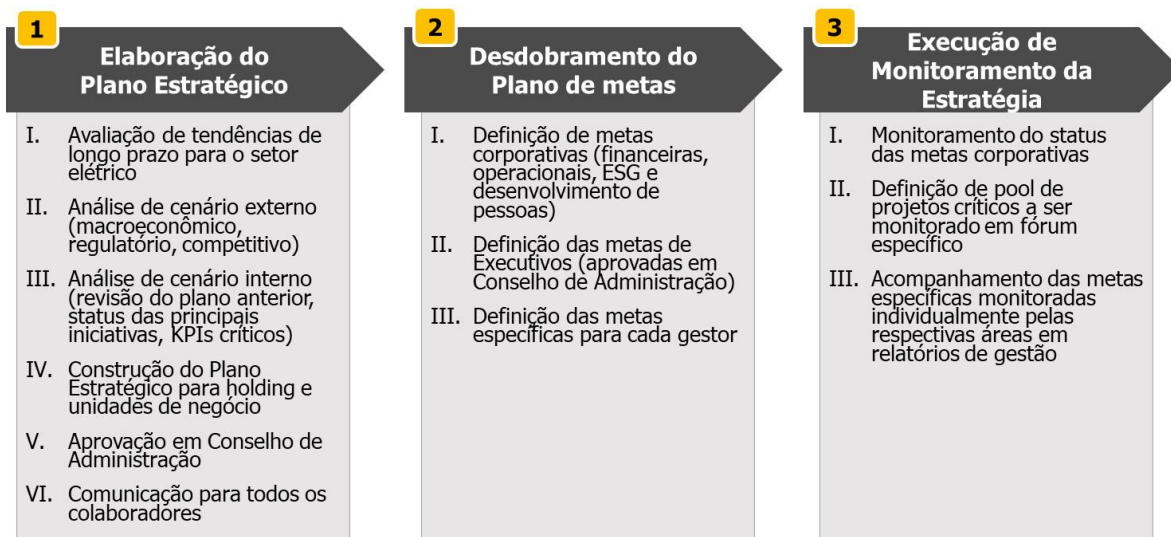 1
Elaboração do
Plano Estratégico
I. Avaliação de tendências de
longo prazo para o setor
elétrico
II. Análise de cenário externo
(macroeconômico,
regulatório, competitivo)
III. Análise de cenário interno
(revisão do plano anterior,
status das principais
iniciativas, KPIs críticos)
IV. Construção do Plano
Estratégico para holding e
unidades de negócio
V. Aprovação em Conselho de
Administração
VI. Comunicação para todos os
colaboradores
2
Desdobramento do
Plano de metas
I. Definição de metas
corporativas (financeiras,
operacionais, ESG e
desenvolvimento de
pessoas)
II. Definição das metas de
Executivos (aprovadas em
Conselho de Administração)
III. Definição das metas
específicas para cada gestor
3
Execução de
Monitoramento da
Estratégia
I. Monitoramento do status
das metas corporativas
II. Definição de pool de
projetos críticos a ser
monitorado em fórum
específico
III. Acompanhamento das metas
específicas monitoradas
individualmente pelas
respectivas áreas em
relatórios de gestão